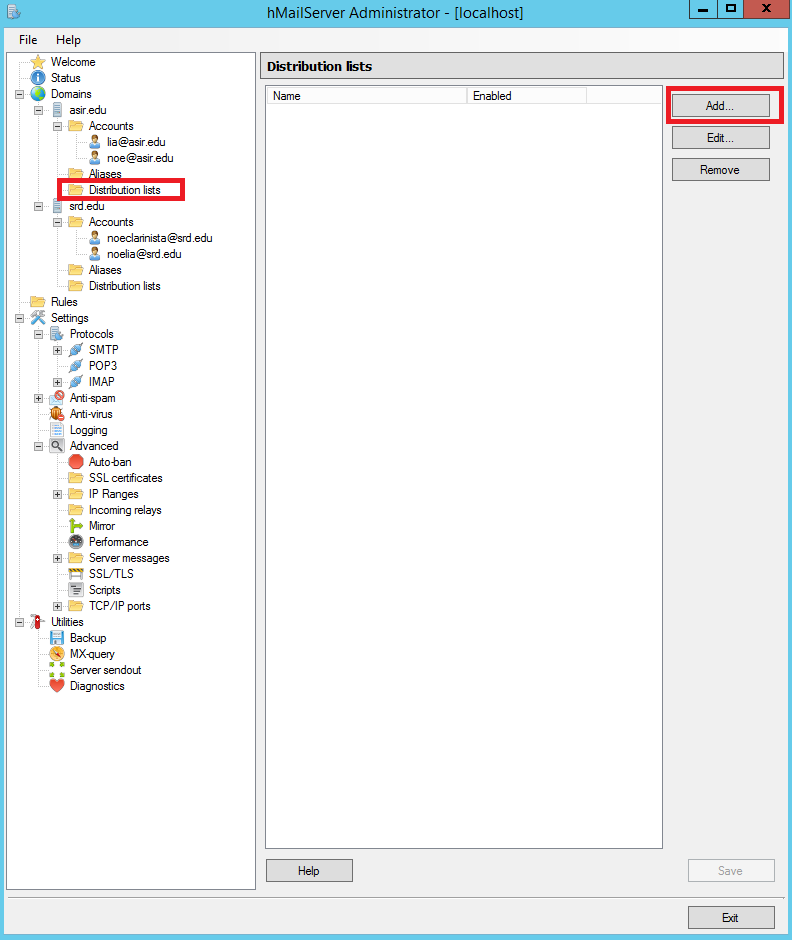 hMailServer Administrator - [localhost]
File Help
Welcome
Status
Domains
asir.edu
Accounts
lia@asir.edu
noe@asir.edu
Aliases
Distribution lists
srd.edu
Accounts
noeclarinista@srd.edu
noelia@srd.edu
Aliases
Distribution lists
Rules
Settings
Protocols
SMTP
POP3
IMAP
Anti-spam
Anti-virus
Logging
Advanced
Auto-ban
SSL certificates
IP Ranges
Incoming relays
Mirror
Performance
Server messages
SSL/TLS
Scripts
TCP/IP ports
Utilities
Backup
MX-query
Server sendout
Diagnostics
Distribution lists
Name Enabled
Add...
Edit...
Remove
Help
Save
Exit